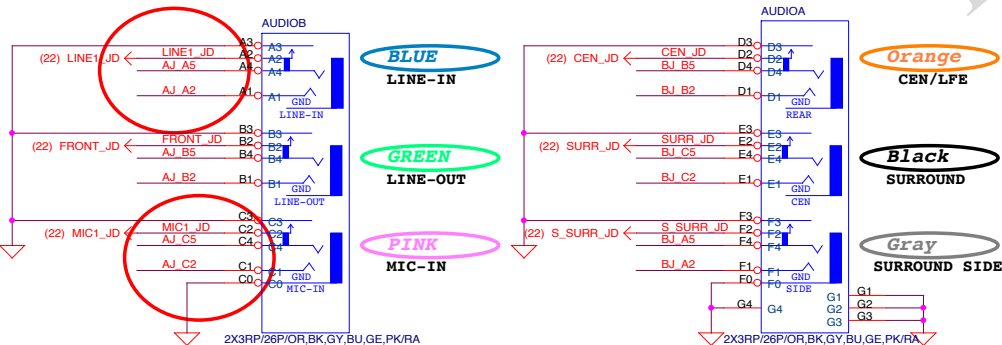 AUDIOB
A3 A3
(22) LINE1_JD LINE1_JD A2 A2
AJ_A5 A4 A4
AJ_A2 A1 A1
GND
LINE-IN
BLUE
LINE-IN
B3 B3
(22) FRONT_JD FRONT_JD B2 B2
AJ_B5 B4 B4
AJ_B2 B1 B1
GND
LINE-OUT
GREEN
LINE-OUT
C3 C3
(22) MIC1_JD MIC1_JD C2 C2
AJ_C5 C4 C4
AJ_C2 C1 C1
GND
C0 C0 MIC-IN
PINK
MIC-IN
2X3RP/26P/OR,BK,GY,BU,GE,PK/RA
AUDIOA
D3 D3
(22) CEN_JD CEN_JD D2 D2
BJ_B5 D4 D4
BJ_B2 D1 D1
GND
REAR
Orange
CEN/LFE
E3 E3
(22) SURR_JD SURR_JD E2 E2
BJ_C5 E4 E4
BJ_C2 E1 E1
GND
CEN
Black
SURROUND
F3 F3
(22) S_SURR_JD S_SURR_JD F2 F2
BJ_A5 F4 F4
BJ_A2 F1 F1
GND
F0 F0 SIDE
Gray
SURROUND SIDE
G4 G4 G1 G1
G2 G2
G3 G3
2X3RP/26P/OR,BK,GY,BU,GE,PK/RA